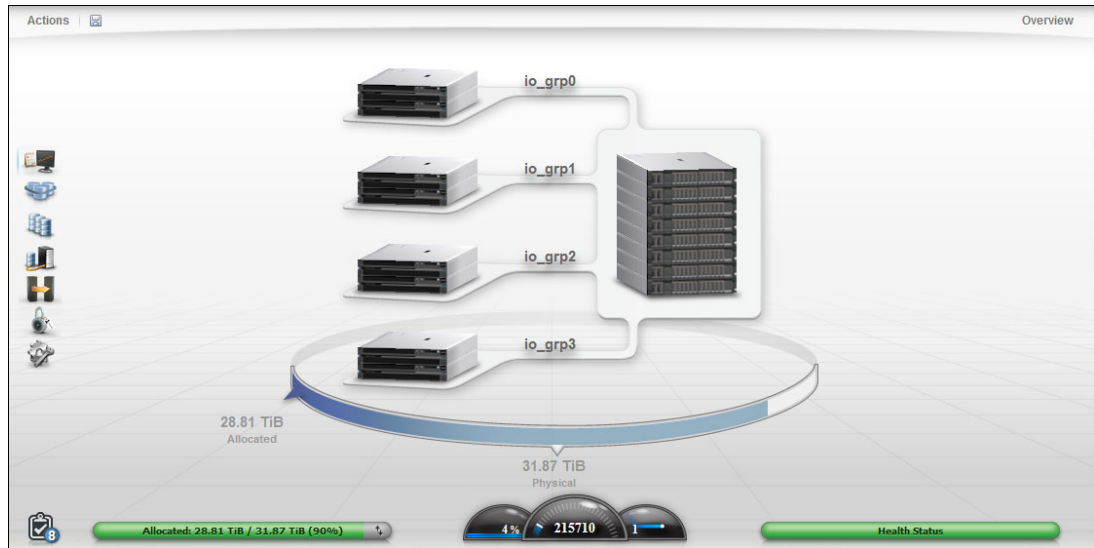 Actions
Overview
io_grp0
io_grp1
io_grp2
io_grp3
28.81 TiB
Allocated
31.87 TiB
Physical
8
Allocated: 28.81 TiB / 31.87 TiB (90%)
4%
215710
1
Health Status